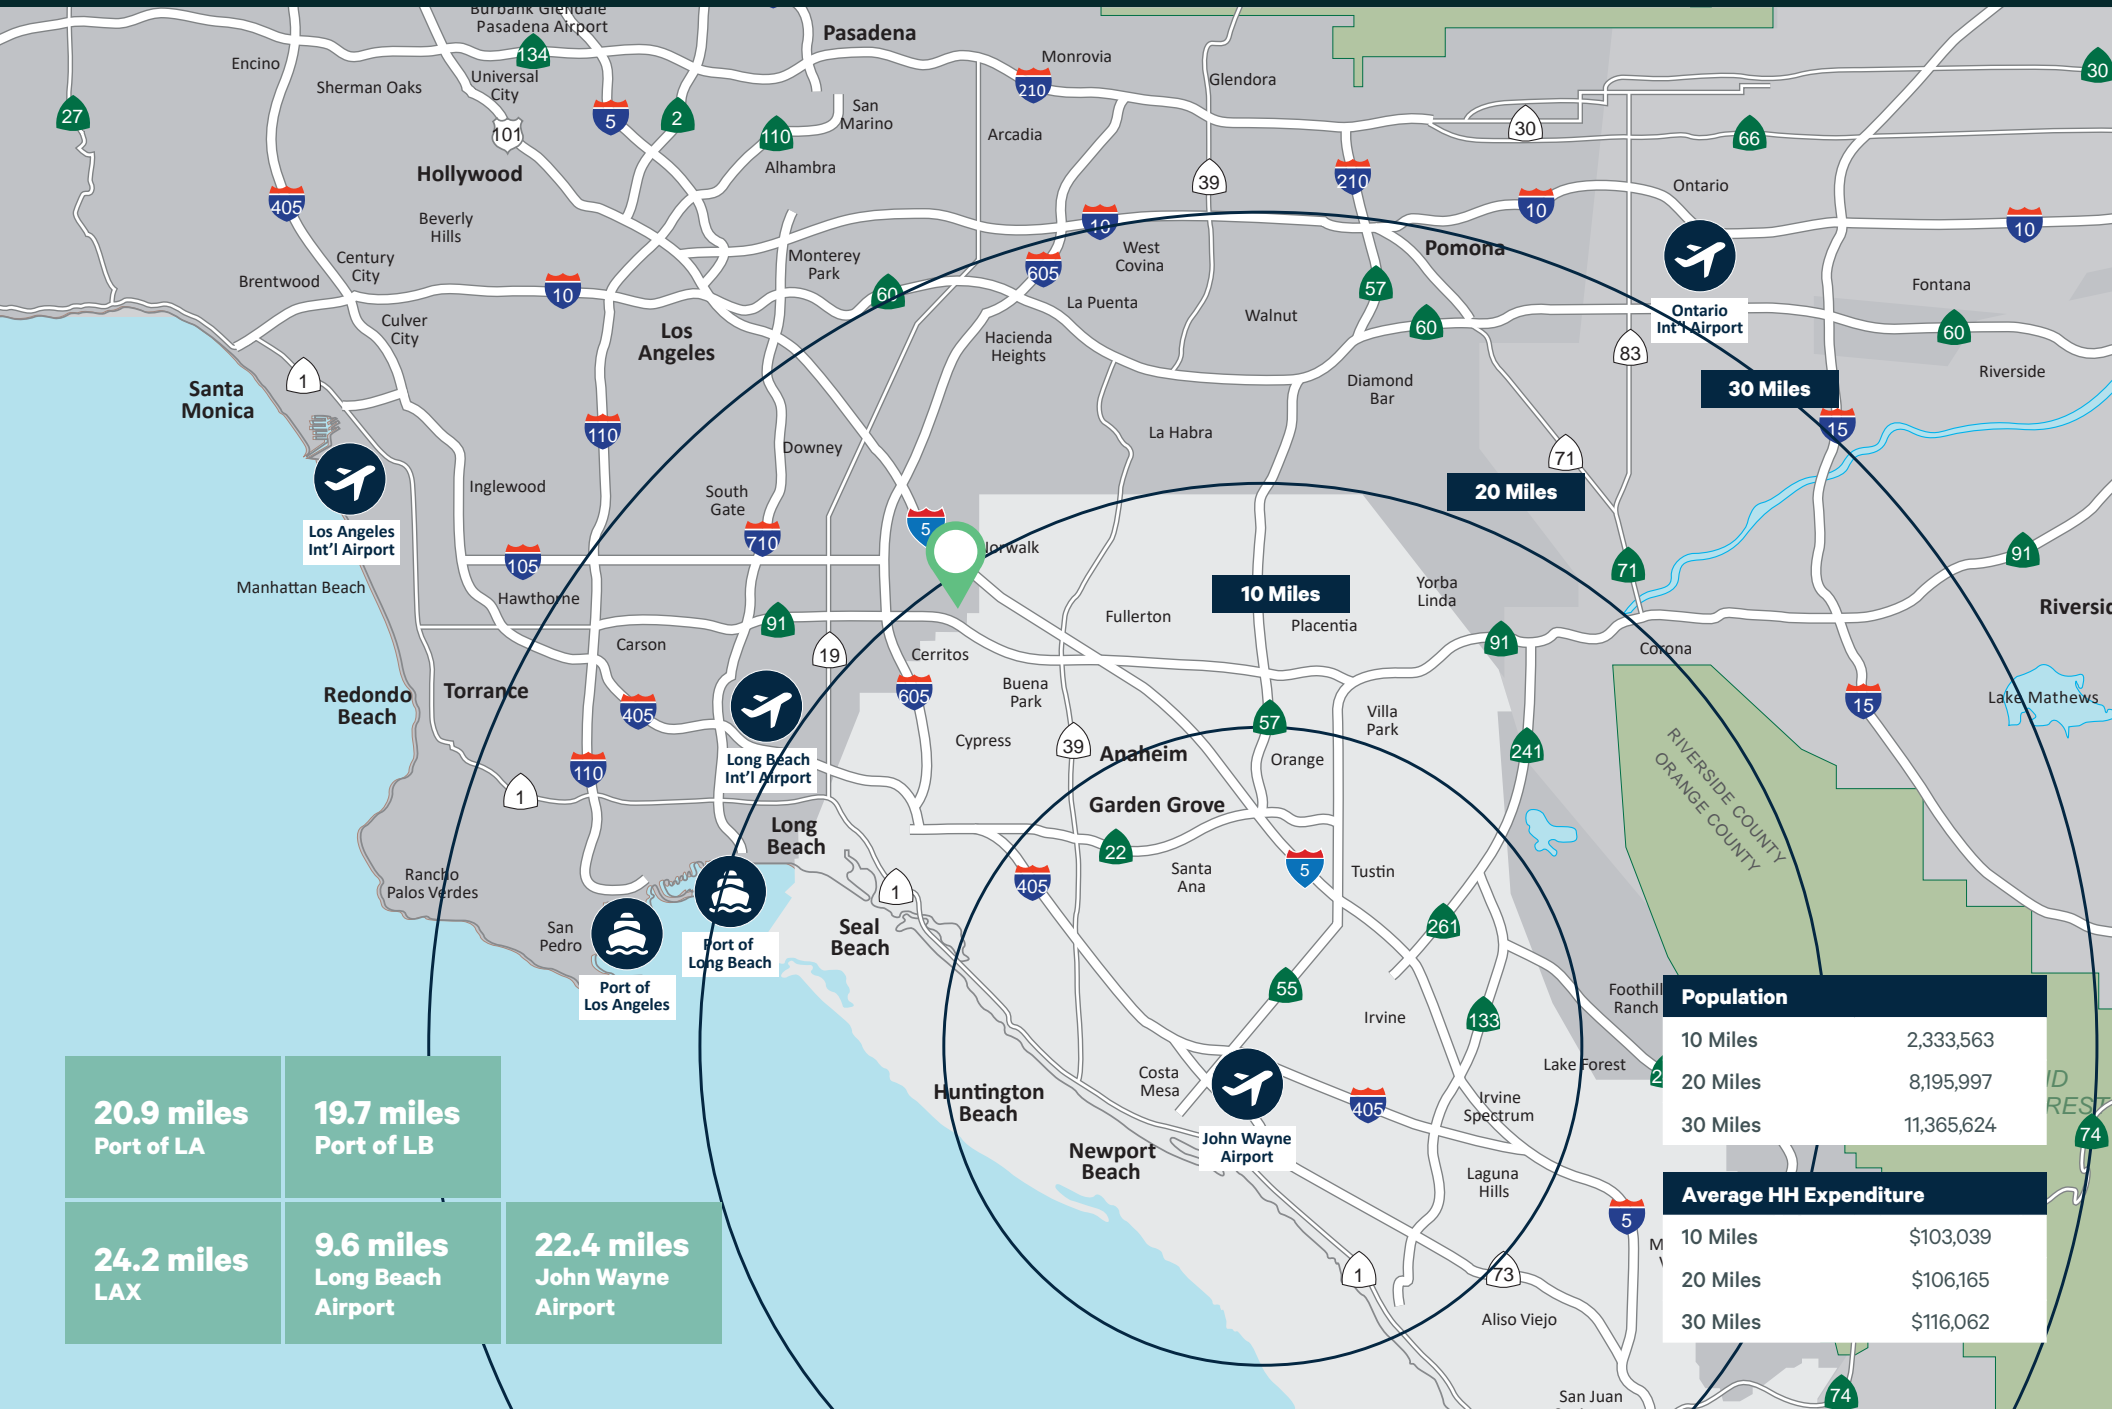 Burbank Glendale
Pasadena Airport
Pasadena
134
Encino
Sherman Oaks
Universal
City
Monrovia
Glendora
210
30
27
5
2
101
110
San
Marino
Arcadia
30
66
Hollywood
Alhambra
405
39
210
10
Ontario
Beverly
Hills
10
10
Century
City
Monterey
Park
West
Covina
Pomona
Brentwood
10
60
605
La Puenta
57
Fontana
Culver
City
Los
Angeles
Hacienda
Heights
Walnut
60
Ontario
Int'l Airport
60
83
Santa
Monica
1
Diamond
Bar
30 Miles
Riverside
110
Downey
La Habra
15
71
Inglewood
South
Gate
20 Miles
Los Angeles
Int'l Airport
710
5
Norwalk
91
105
71
Manhattan Beach
Hawthorne
10 Miles
Yorba
Linda
Fullerton
Placentia
91
Carson
19
Cerritos
91
Corona
Redondo
Beach
Torrance
405
605
Buena
Park
57
Villa
Park
15
Lake Mathews
Cypress
39
Anaheim
Orange
241
RIVERSIDE COUNTY
ORANGE COUNTY
110
Long Beach
Int'l Airport
1
Garden Grove
Long
Beach
22
5
Rancho
Palos Verdes
1
405
Santa
Ana
Tustin
San
Pedro
Seal
Beach
261
Port of
Long Beach
Port of
Los Angeles
55
Irvine
133
Foothill
Ranch
Costa
Mesa
Lake Forest
Huntington
Beach
405
Irvine
Spectrum
Newport
Beach
John Wayne
Airport
74
Laguna
Hills
5
1
73
Aliso Viejo
San Juan
74
20.9 miles
Port of LA
19.7 miles
Port of LB
24.2 miles
LAX
9.6 miles
Long Beach
Airport
22.4 miles
John Wayne
Airport
Population
10 Miles 2,333,563
20 Miles 8,195,997
30 Miles 11,365,624
Average HH Expenditure
10 Miles $103,039
20 Miles $106,165
30 Miles $116,062